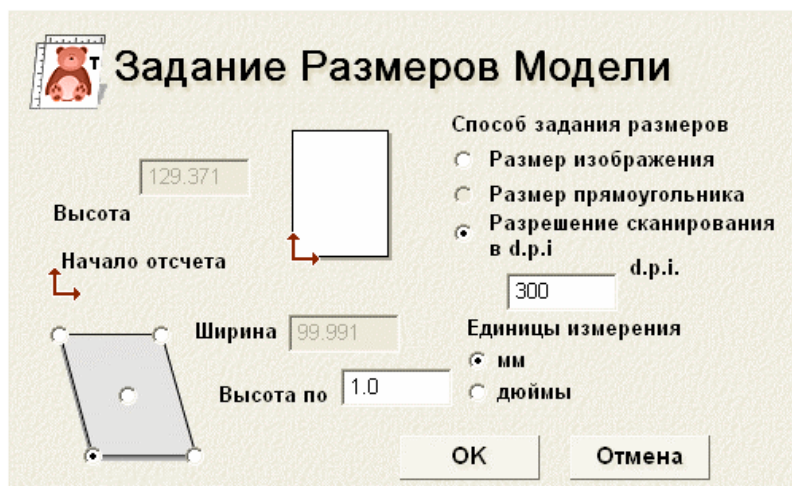 т
Задание Размеров Модели
Способ задания размеров
129.371
Размер изображения
Высота
Размер прямоугольника
Разрешение сканирования
в d.p.i
Начало отсчета
d.p.i.
300
Ширина
99.991
Единицы измерения
мм
Высота по
1.0
дюймы
OK
Отмена